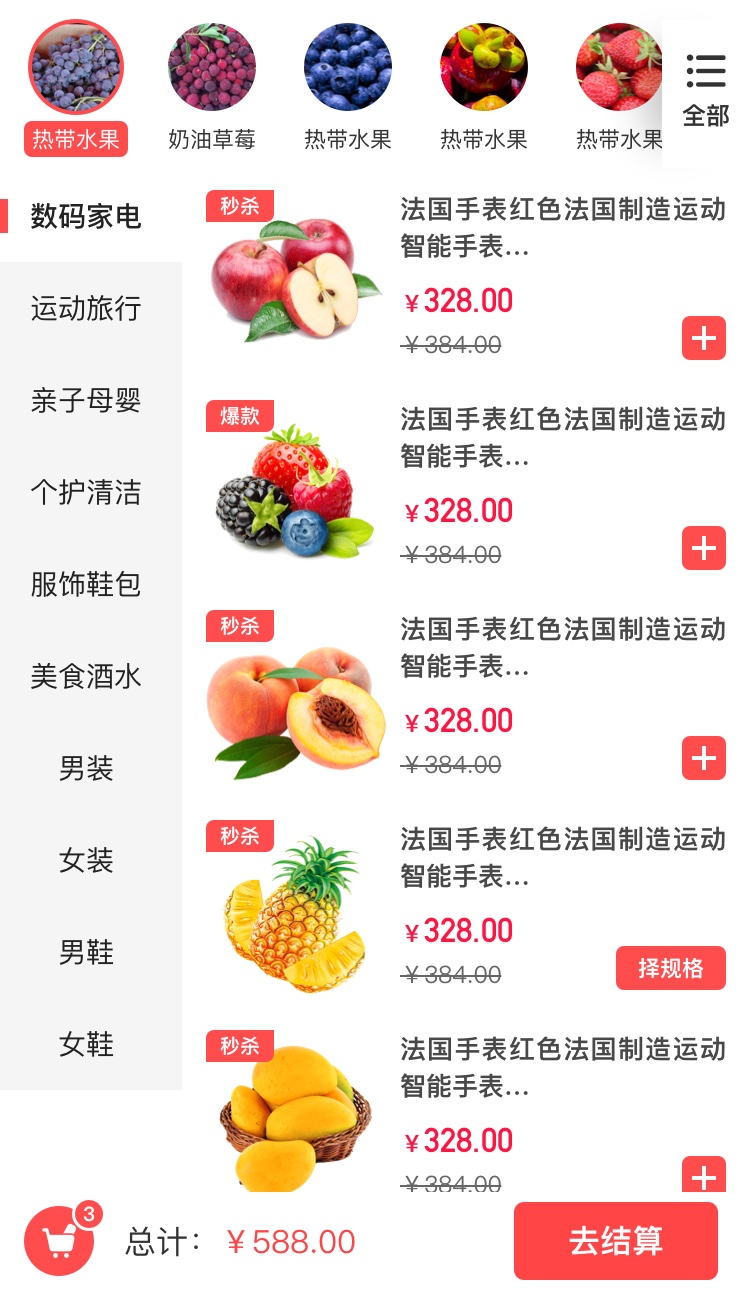 热带水果
奶油草莓
热带水果
热带水果
热带水果
全部
数码家电
运动旅行
亲子母婴
个护清洁
服饰鞋包
美食酒水
男装
女装
男鞋
女鞋
秒杀
法国手表红色法国制造运动
智能手表...
¥328.00
¥384.00
爆款
法国手表红色法国制造运动
智能手表...
¥328.00
¥384.00
秒杀
法国手表红色法国制造运动
智能手表...
¥328.00
¥384.00
秒杀
法国手表红色法国制造运动
智能手表...
¥328.00
¥384.00
择规格
秒杀
法国手表红色法国制造运动
智能手表...
¥328.00
¥384.00
3
总计：¥588.00
去结算